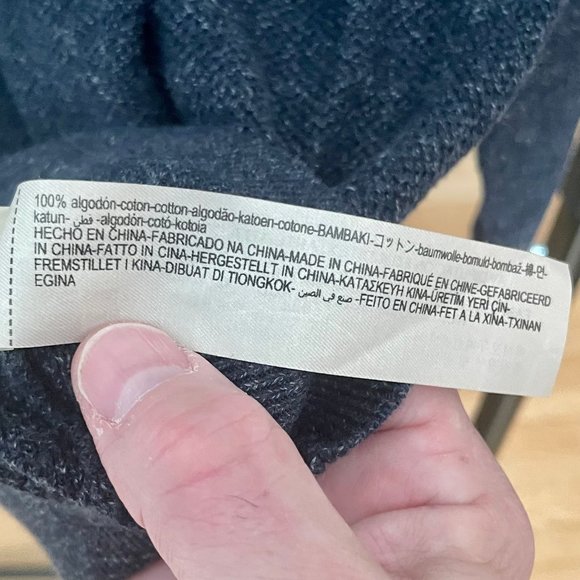 100% algodón-coton-cotton-algodão-katoen-cotone-BAMBAKI-コットン-baumwolle-bomuld-bombaž-棉-면-
katun- قطن -algodón-cotó-kotoia
HECHO EN CHINA-FABRICADO NA CHINA-MADE IN CHINA-FABRIQUÉ EN CHINE-GEFABRICEERD
IN CHINA-FATTO IN CINA-HERGESTELLT IN CHINA-ΚΑΤΑΣΚΕΥΗ ΚΙΝΑ-ÜRETİM YERİ ÇİN-
FREMSTILLET I KINA-DIBUAT DI TIONGKOK- صنع في الصين -FEITO EN CHINA-FET A LA XINA-TXINAN
EGINA